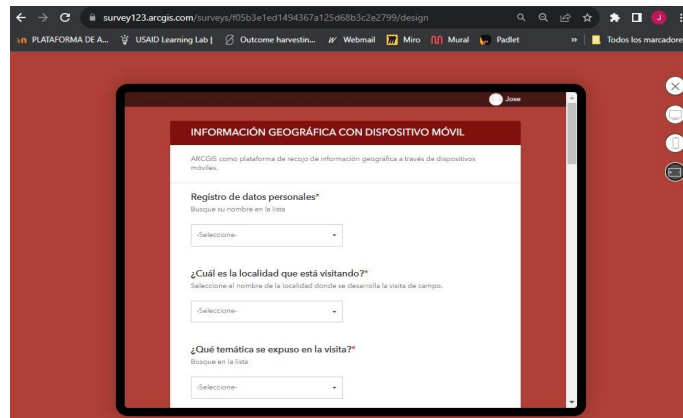 survey123.arcgis.com/surveys/f05b3e1ed1494367a125d68b3c2e2799/design
PLATAFORMA DE A... USAID Learning Lab | Outcome harvestin... Webmail Miro Mural Padlet » Todos los marcadore
Jose
INFORMACIÓN GEOGRÁFICA CON DISPOSITIVO MÓVIL
ARCGIS como plataforma de recojo de información geográfica a través de dispositivos
móviles.
Registro de datos personales*
Busque su nombre en la lista
-Seleccione-
¿Cuál es la localidad que está visitando?*
Seleccione el nombre de la localidad donde se desarrolla la visita de campo.
-Seleccione-
¿Qué temática se expuso en la visita?*
Busque en la lista
-Seleccione-